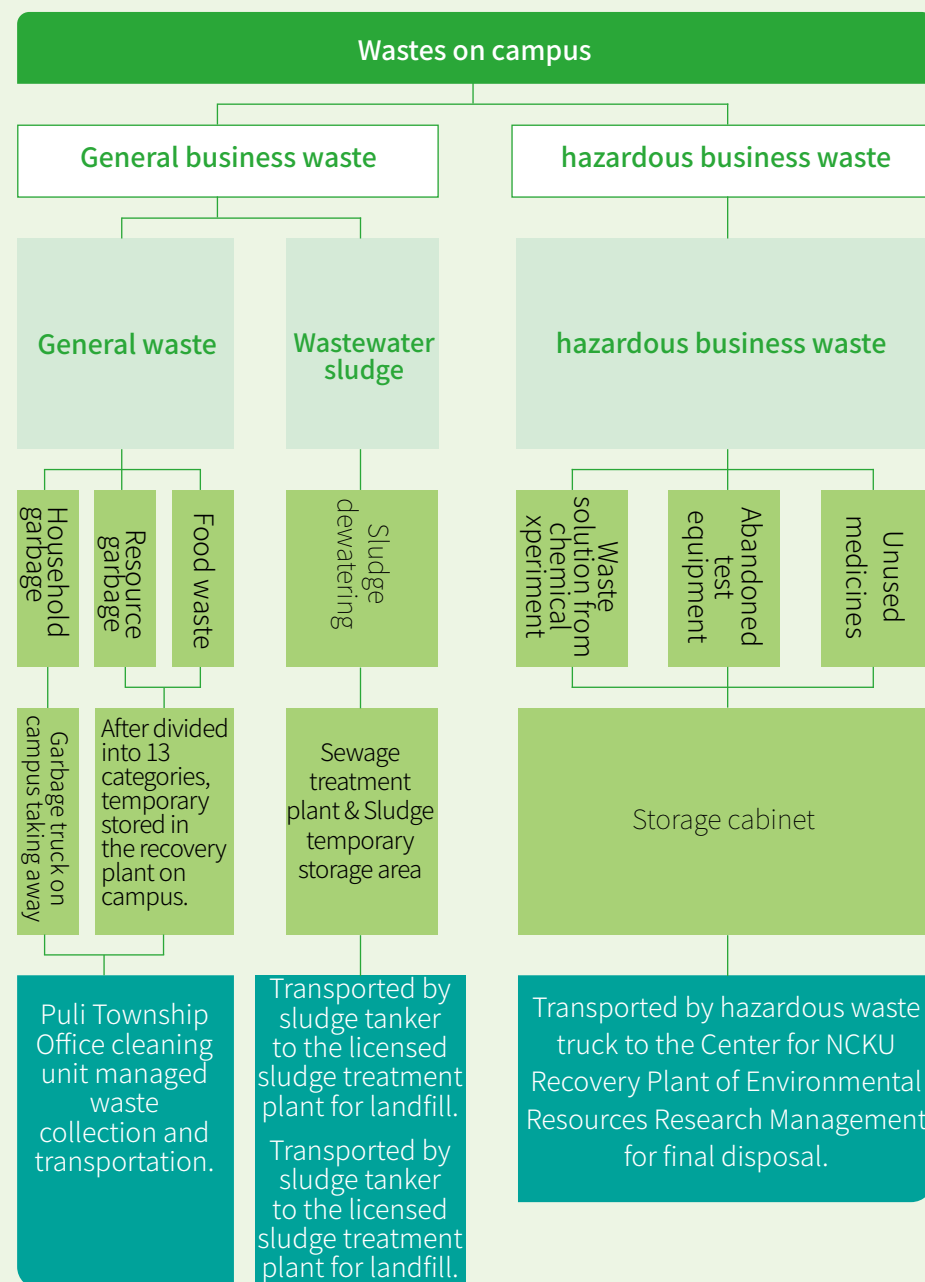 Wastes on campus
General business waste
hazardous business waste
General waste
Wastewater
sludge
hazardous business waste
Household
garbage
Resource
garbage
Food waste
Sludge
dewatering
Waste
solution from
chemical
xperiment
Abandoned
test
equipment
Unused
medicines
Garbage truck on
campus taking away
After divided
into 13
categories,
temporary
stored in
the recovery
plant on
campus.
Sewage
treatment
plant & Sludge
temporary
storage area
Storage cabinet
Puli Township
Office cleaning
unit managed
waste
collection and
transportation.
Transported by
sludge tanker
to the licensed
sludge treatment
plant for landfill.
Transported by
sludge tanker
to the licensed
sludge treatment
plant for landfill.
Transported by hazardous waste
truck to the Center for NCKU
Recovery Plant of Environmental
Resources Research Management
for final disposal.